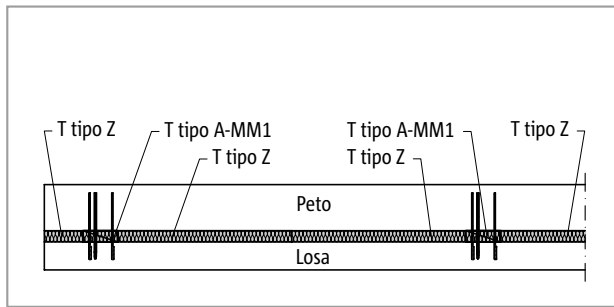 T tipo Z T tipo A-MM1 T tipo A-MM1 T tipo Z
T tipo Z T tipo Z
Peto
Losa